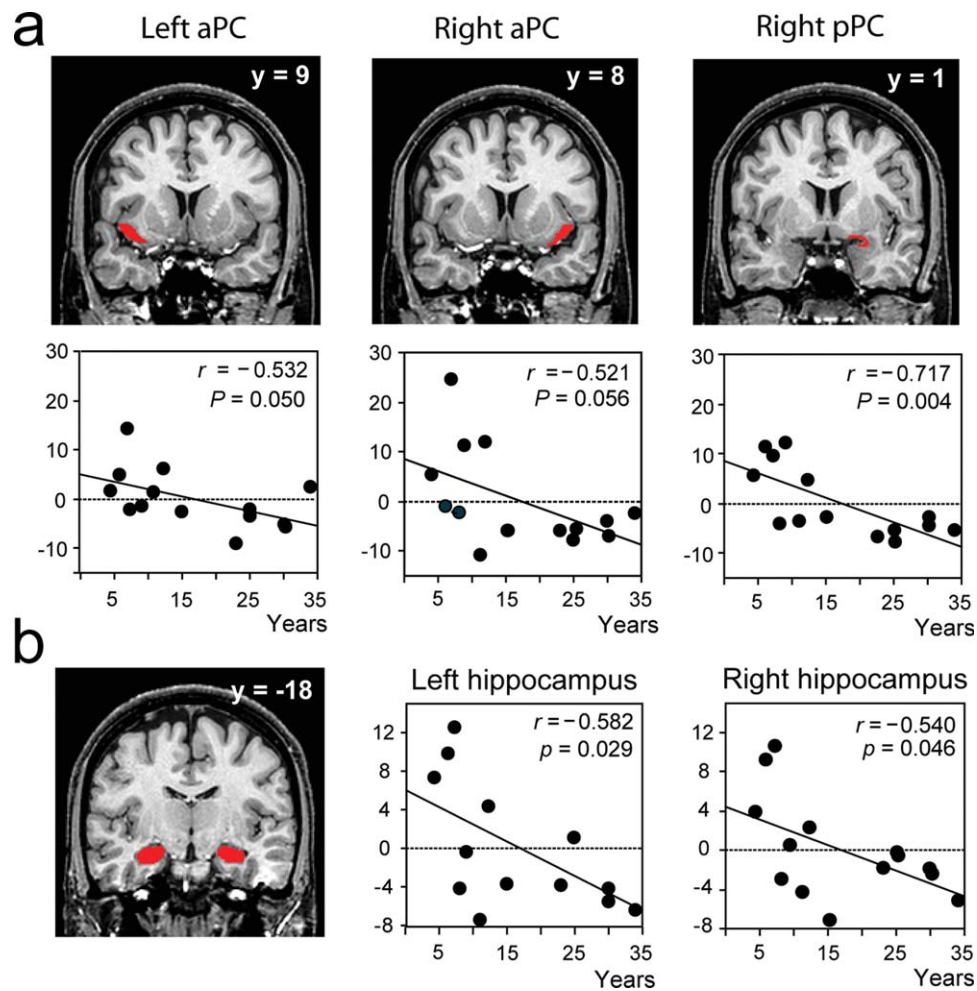 a
Left aPC
Right aPC
Right pPC
y = 9
y = 8
y = 1
30
20
10
0
-10
r = −0.532
P = 0.050
5
15
25
35
Years
30
20
10
0
-10
r = −0.521
P = 0.056
5
15
25
35
Years
30
20
10
0
-10
r = −0.717
P = 0.004
5
15
25
35
Years
b
y = -18
Left hippocampus
12
8
4
0
-4
-8
r = −0.582
p = 0.029
5
15
25
35
Years
Right hippocampus
12
8
4
0
-4
-8
r = −0.540
p = 0.046
5
15
25
35
Years